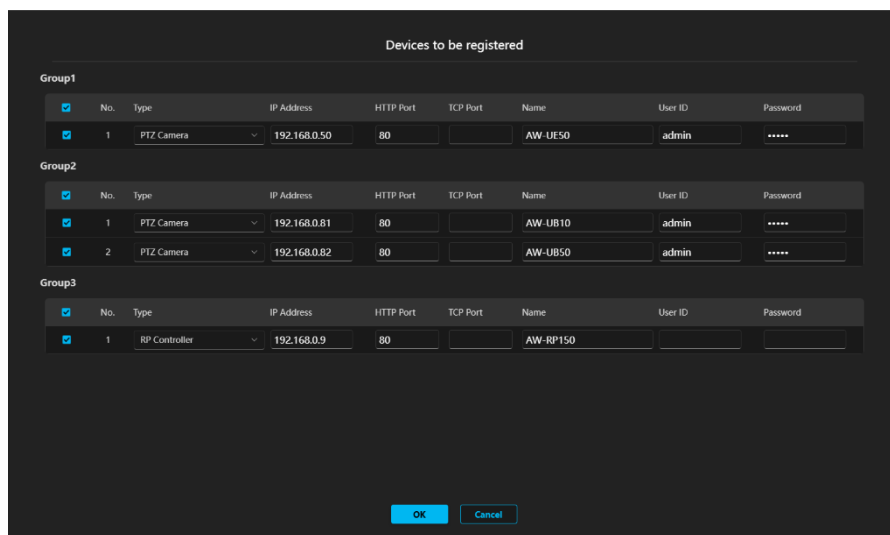 Devices to be registered
Group1
No. Type IP Address HTTP Port TCP Port Name User ID Password
1 PTZ Camera 192.168.0.50 80 AW-UE50 admin •••••
Group2
No. Type IP Address HTTP Port TCP Port Name User ID Password
1 PTZ Camera 192.168.0.81 80 AW-UB10 admin •••••
2 PTZ Camera 192.168.0.82 80 AW-UB50 admin •••••
Group3
No. Type IP Address HTTP Port TCP Port Name User ID Password
1 RP Controller 192.168.0.9 80 AW-RP150
OK Cancel